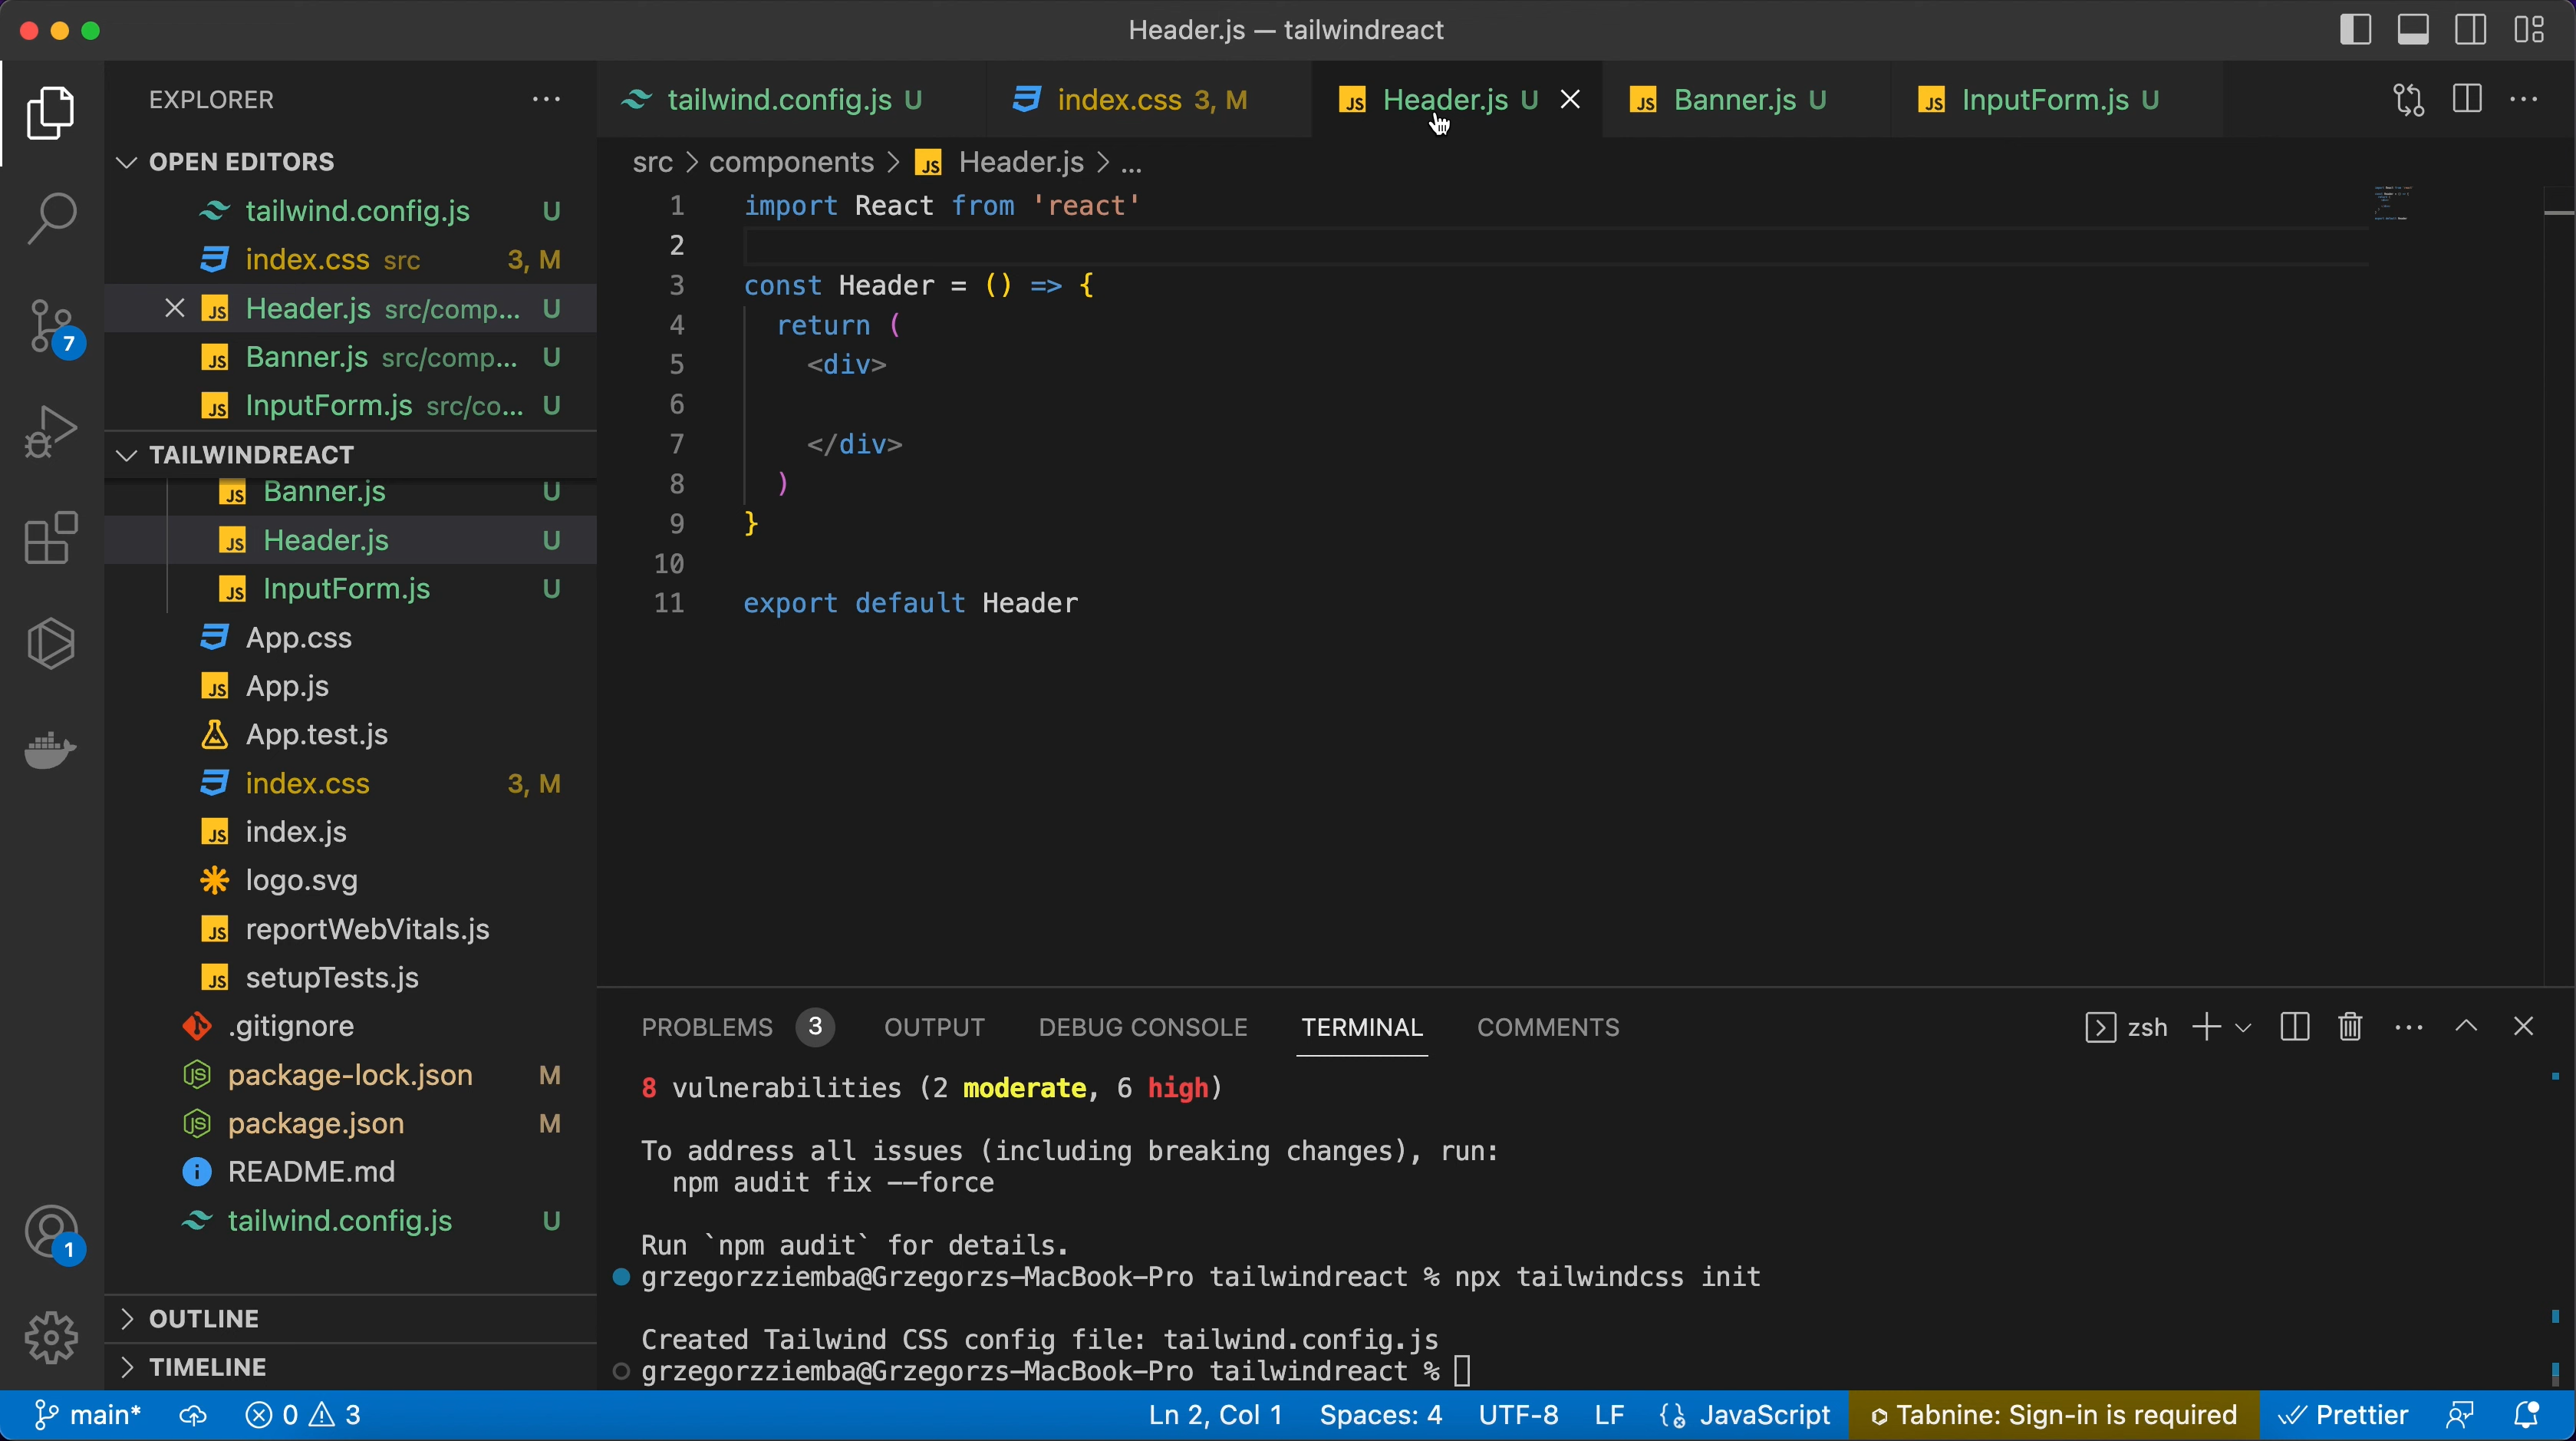 Header.js — tailwindreact
EXPLORER
OPEN EDITORS
tailwind.config.js U
index.css src 3, M
Header.js src/comp... U
Banner.js src/comp... U
InputForm.js src/co... U
TAILWINDREACT
Banner.js U
Header.js U
InputForm.js U
App.css
App.js
App.test.js
index.css 3, M
index.js
logo.svg
reportWebVitals.js
setupTests.js
.gitignore
package-lock.json M
package.json M
README.md
tailwind.config.js U
OUTLINE
TIMELINE
7
1
tailwind.config.js U
index.css 3, M
Header.js U
Banner.js U
InputForm.js U
src > components > JS Header.js > ...
1 import React from 'react'
2
3 const Header = () => {
4 return (
5 <div>
6
7 </div>
8 )
9 }
10
11 export default Header
PROBLEMS 3 OUTPUT DEBUG CONSOLE TERMINAL COMMENTS
zsh
8 vulnerabilities (2 moderate, 6 high)
To address all issues (including breaking changes), run:
npm audit fix --force
Run `npm audit` for details.
grzegorzziemba@Grzegorzs-MacBook-Pro tailwindreact % npx tailwindcss init
Created Tailwind CSS config file: tailwind.config.js
grzegorzziemba@Grzegorzs-MacBook-Pro tailwindreact %
main* 0 3 Ln 2, Col 1 Spaces: 4 UTF-8 LF JavaScript Tabnine: Sign-in is required Prettier